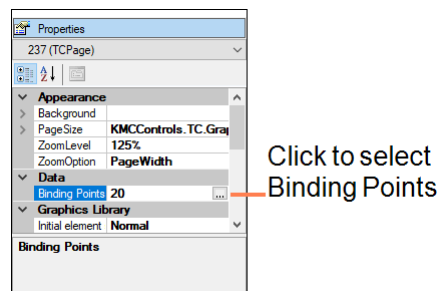 Properties
237 (TCPage)
Appearance
Background
PageSize KMCControls.TC.Grap
ZoomLevel 125%
ZoomOption PageWidth
Data
Binding Points 20 ...
Graphics Library
Initial element Normal
Binding Points
Click to select
Binding Points